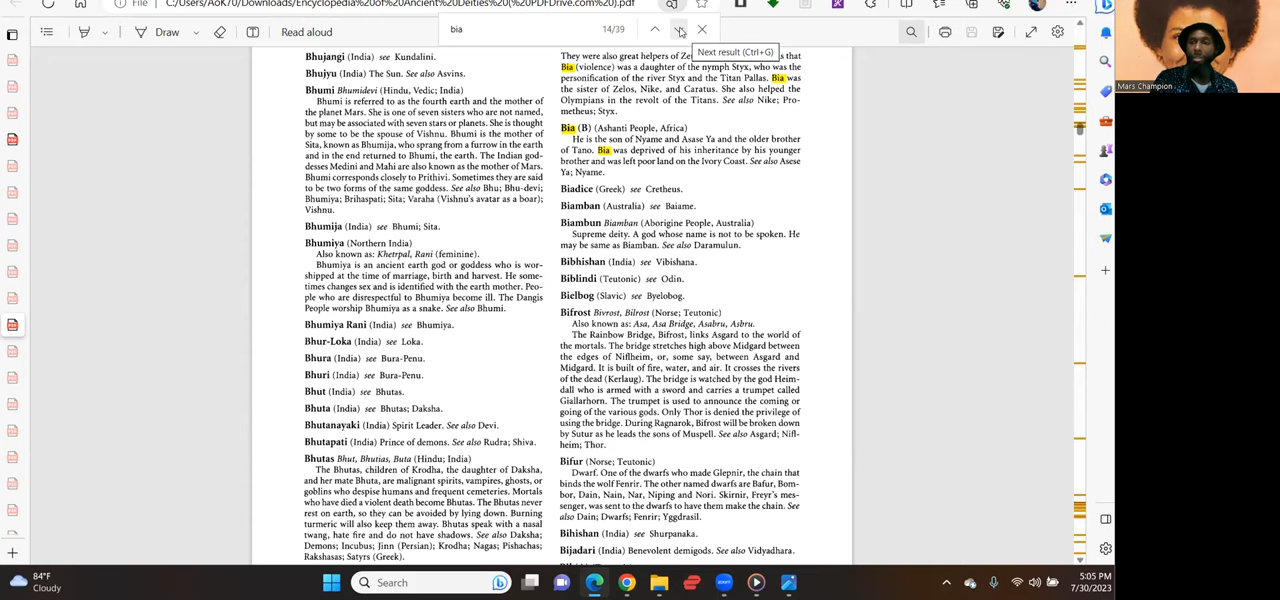 File
C:/Users/AoK70/Downloads/Encyclopedia%20of%20Ancient%20Deities%20(%20PDFDrive.com%20).pdf
Draw
Read aloud
bia
14/39
Next result (Ctrl+G)
Mars Champion
Bhujangi (India) see Kundalini.
Bhujyu (India) The Sun. See also Asvins.
Bhumi Bhumidevi (Hindu, Vedic; India)
Bhumi is referred to as the fourth earth and the mother of
the planet Mars. She is one of seven sisters who are not named,
but may be associated with seven stars or planets. She is thought
by some to be the spouse of Vishnu. Bhumi is the mother of
Sita, known as Bhumija, who sprang from a furrow in the earth
and in the end returned to Bhumi, the earth. The Indian god-
desses Medini and Mahi are also known as the mother of Mars.
Bhumi corresponds closely to Prithivi. Sometimes they are said
to be two forms of the same goddess. See also Bhu; Bhu-devi;
Bhumiya; Brihaspati; Sita; Varaha (Vishnu's avatar as a boar);
Vishnu.
Bhumija (India) see Bhumi; Sita.
Bhumiya (Northern India)
Also known as: Khetrpal, Rani (feminine).
Bhumiya is an ancient earth god or goddess who is wor-
shipped at the time of marriage, birth and harvest. He some-
times changes sex and is identified with the earth mother. Peo-
ple who are disrespectful to Bhumiya become ill. The Dangis
People worship Bhumiya as a snake. See also Bhumi.
Bhumiya Rani (India) see Bhumiya.
Bhur-Loka (India) see Loka.
Bhura (India) see Bura-Penu.
Bhuri (India) see Bura-Penu.
Bhut (India) see Bhutas.
Bhuta (India) see Bhutas; Daksha.
Bhutanayaki (India) Spirit Leader. See also Devi.
Bhutapati (India) Prince of demons. See also Rudra; Shiva.
Bhutas Bhut, Bhutias, Buta (Hindu; India)
The Bhutas, children of Krodha, the daughter of Daksha,
and her mate Bhuta, are malignant spirits, vampires, ghosts, or
goblins who despise humans and frequent cemeteries. Mortals
who have died a violent death become Bhutas. The Bhutas never
rest on earth, so they can be avoided by lying down. Burning
turmeric will also keep them away. Bhutas speak with a nasal
twang, hate fire and do not have shadows. See also Daksha;
Demons; Incubus; Jinn (Persian); Krodha; Nagas; Pishachas;
Rakshasas; Satyrs (Greek).
They were also great helpers of Ze s that
Bia (violence) was a daughter of the nymph Styx, who was the
personification of the river Styx and the Titan Pallas. Bia was
the sister of Zelos, Nike, and Caratus. She also helped the
Olympians in the revolt of the Titans. See also Nike; Pro-
metheus; Styx.
Bia (B) (Ashanti People, Africa)
He is the son of Nyame and Asase Ya and the older brother
of Tano. Bia was deprived of his inheritance by his younger
brother and was left poor land on the Ivory Coast. See also Asese
Ya; Nyame.
Biadice (Greek) see Cretheus.
Biamban (Australia) see Baiame.
Biambun Biamban (Aborigine People, Australia)
Supreme deity. A god whose name is not to be spoken. He
may be same as Biamban. See also Daramulun.
Bibhishan (India) see Vibishana.
Biblindi (Teutonic) see Odin.
Bielbog (Slavic) see Byelobog.
Bifrost Bivrost, Bilrost (Norse; Teutonic)
Also known as: Asa, Asa Bridge, Asabru, Asbru.
The Rainbow Bridge, Bifrost, links Asgard to the world of
the mortals. The bridge stretches high above Midgard between
the edges of Niflheim, or, some say, between Asgard and
Midgard. It is built of fire, water, and air. It crosses the rivers
of the dead (Kerlaug). The bridge is watched by the god Heim-
dall who is armed with a sword and carries a trumpet called
Giallarhorn. The trumpet is used to announce the coming or
going of the various gods. Only Thor is denied the privilege of
using the bridge. During Ragnarok, Bifrost will be broken down
by Sutur as he leads the sons of Muspell. See also Asgard; Nifl-
heim; Thor.
Bifur (Norse; Teutonic)
Dwarf. One of the dwarfs who made Glepnir, the chain that
binds the wolf Fenrir. The other named dwarfs are Bafur, Bom-
bor, Dain, Nain, Nar, Niping and Nori. Skirnir, Freyr's mes-
senger, was sent to the dwarfs to have them make the chain. See
also Dain; Dwarfs; Fenrir; Yggdrasil.
Bihishan (India) see Shurpanaka.
Bijadari (India) Benevolent demigods. See also Vidyadhara.
84°F
Cloudy
Search
zoom
5:05 PM
7/30/2023